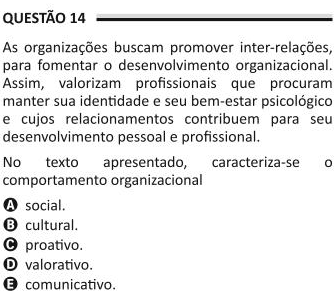 QUESTÃO 14
As organizações buscam promover inter-relações,
para fomentar o desenvolvimento organizacional.
Assim, valorizam profissionais que procuram
manter sua identidade e seu bem-estar psicológico
e cujos relacionamentos contribuem para seu
desenvolvimento pessoal e profissional.
No texto apresentado, caracteriza-se o
comportamento organizacional
A social.
B cultural.
C proativo.
D valorativo.
E comunicativo.